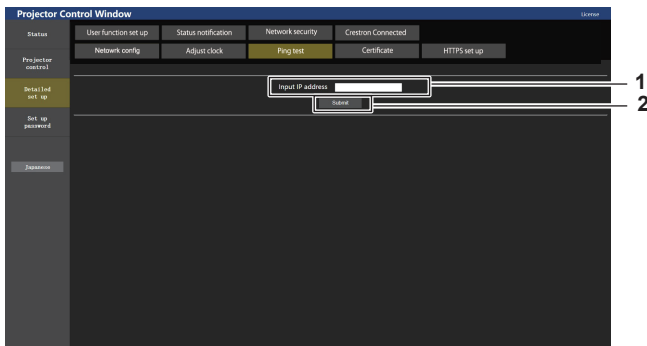 Projector Control Window
License
Status
User function set up
Status notification
Network security
Crestron Connected
Netowrk config
Adjust clock
Ping test
Certificate
HTTPS set up
Projector
control
Detailed
set up
Input IP address
1
Submit
2
Set up
password
Japanese